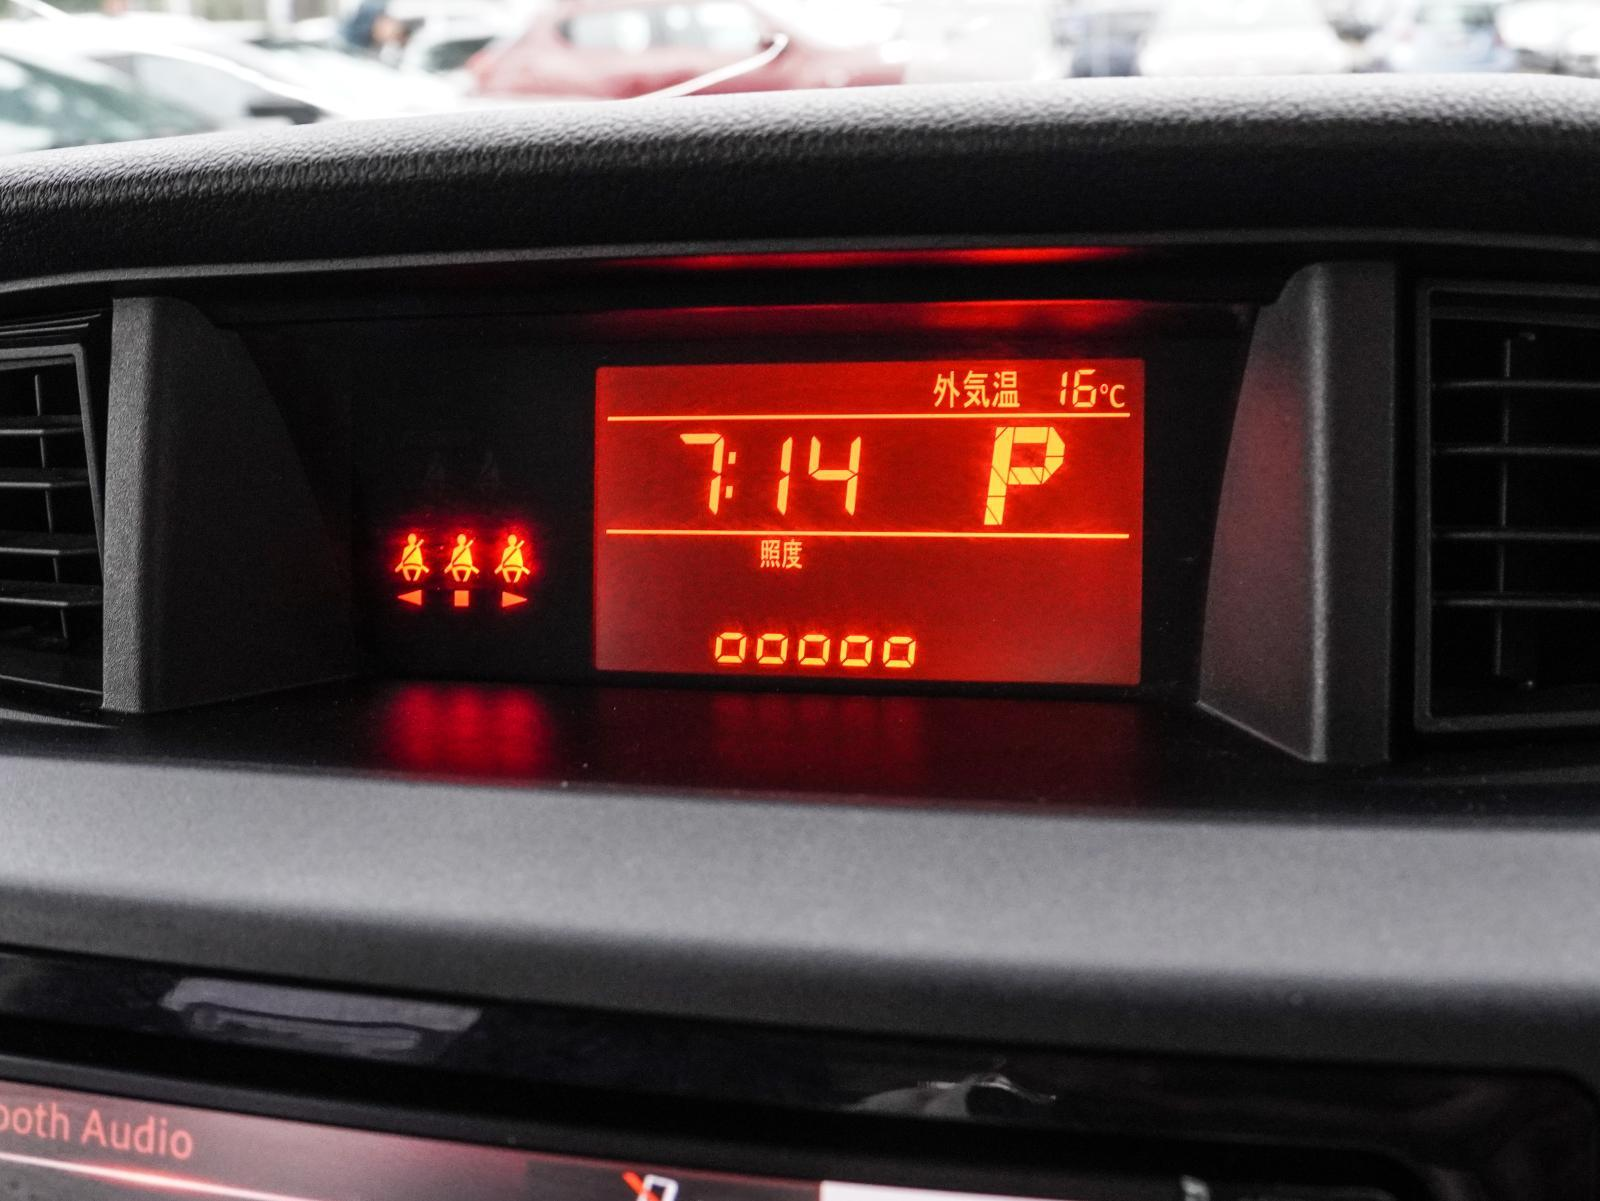 外気温 16℃
7:14 P
照度
00000
ooth Audio